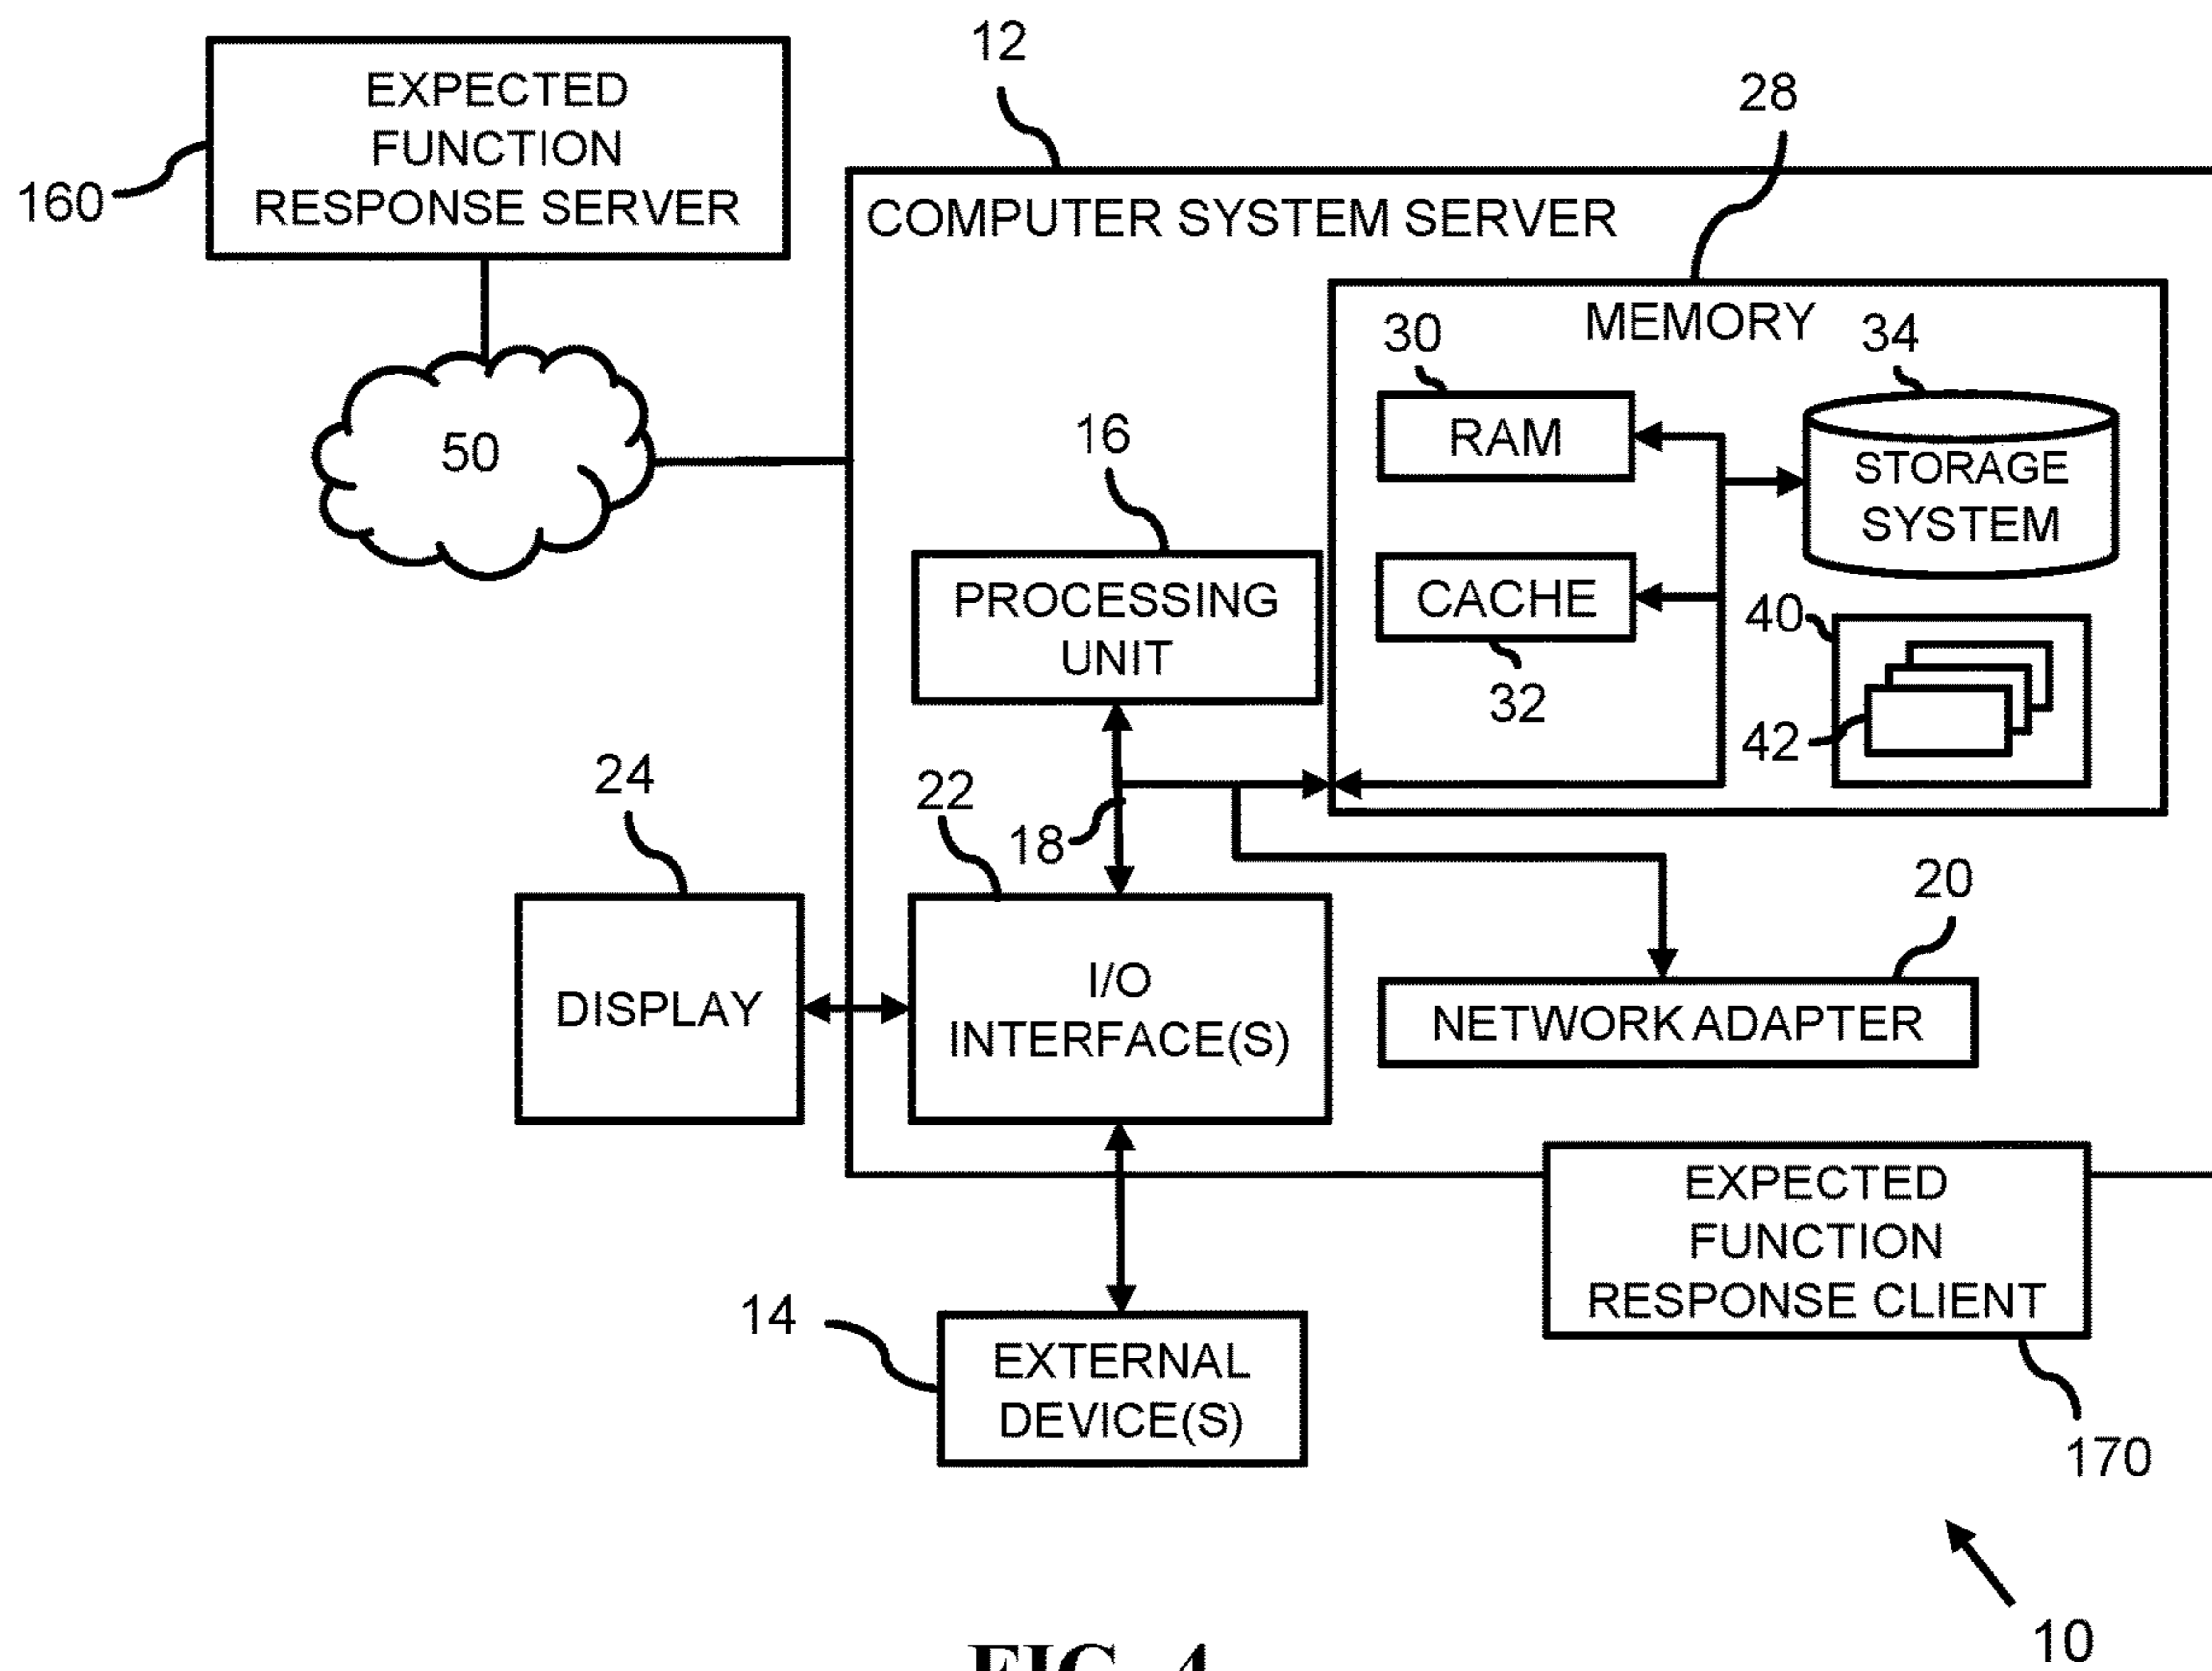 12
28
EXPECTED
FUNCTION
RESPONSE SERVER
160
COMPUTER SYSTEM SERVER
MEMORY
30
34
RAM
STORAGE
SYSTEM
50
16
PROCESSING
UNIT
CACHE
32
40
42
24
22
18
20
DISPLAY
I/O
INTERFACE(S)
NETWORK ADAPTER
EXPECTED
FUNCTION
RESPONSE CLIENT
14
EXTERNAL
DEVICE(S)
170
10
FIG. 4